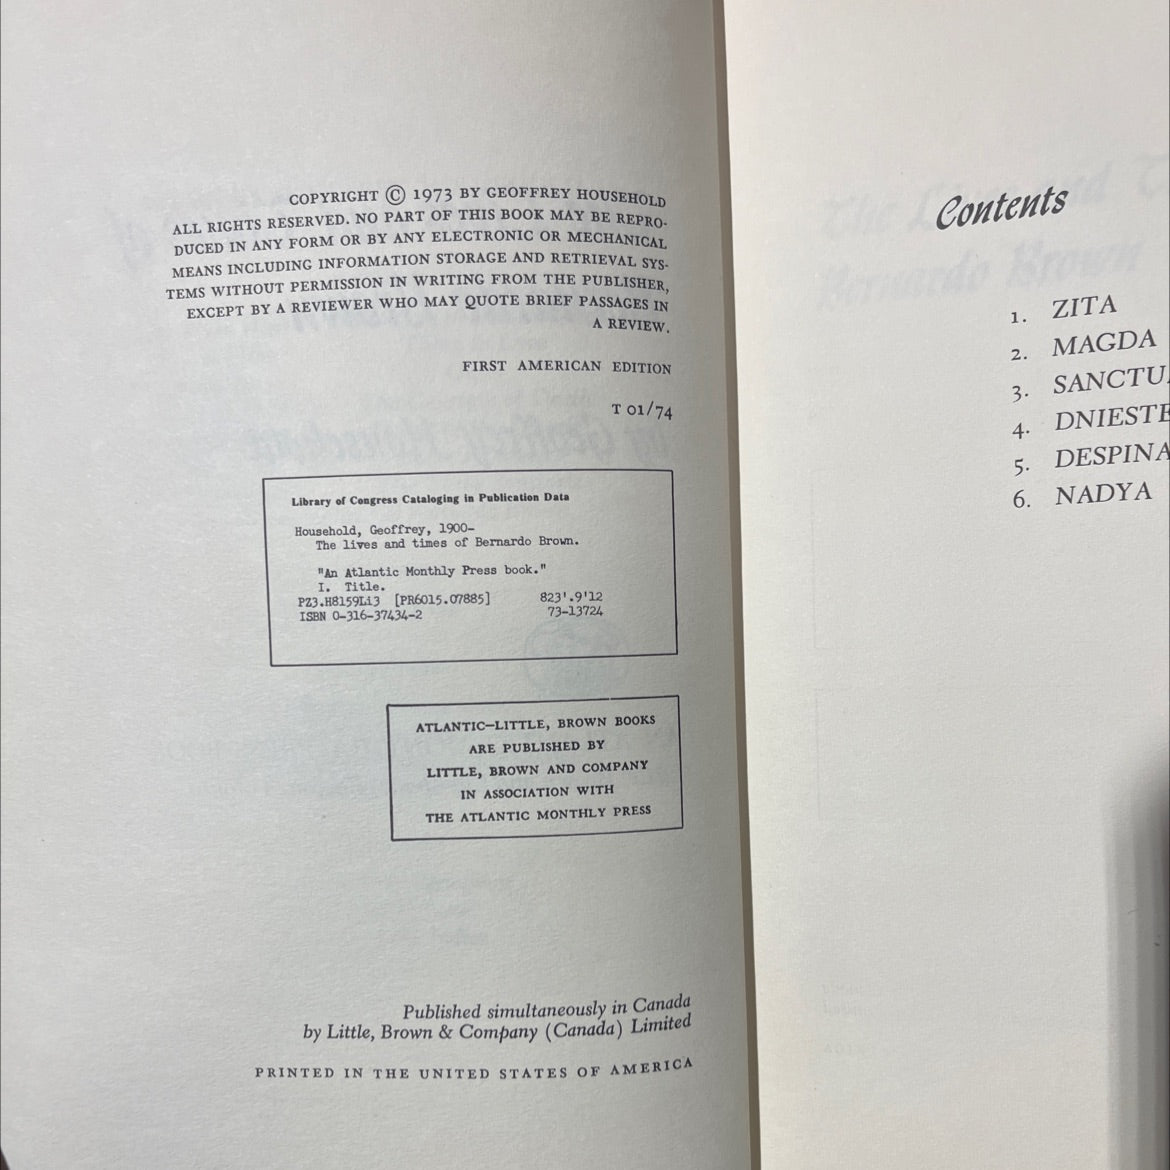 COPYRIGHT © 1973 BY GEOFFREY HOUSEHOLD
ALL RIGHTS RESERVED. NO PART OF THIS BOOK MAY BE REPRO-
DUCED IN ANY FORM OR BY ANY ELECTRONIC OR MECHANICAL
MEANS INCLUDING INFORMATION STORAGE AND RETRIEVAL SYS-
TEMS WITHOUT PERMISSION IN WRITING FROM THE PUBLISHER,
EXCEPT BY A REVIEWER WHO MAY QUOTE BRIEF PASSAGES IN
A REVIEW.
FIRST AMERICAN EDITION
T 01/74
Library of Congress Cataloging in Publication Data
Household, Geoffrey, 1900–
The lives and times of Bernardo Brown.
"An Atlantic Monthly Press book."
I. Title.
PZ3.H8159Li3 [PR6015.07885] 823'.9'12
ISBN 0-316-37434-2 73-13724
ATLANTIC–LITTLE, BROWN BOOKS
ARE PUBLISHED BY
LITTLE, BROWN AND COMPANY
IN ASSOCIATION WITH
THE ATLANTIC MONTHLY PRESS
Published simultaneously in Canada
by Little, Brown & Company (Canada) Limited
PRINTED IN THE UNITED STATES OF AMERICA
Contents
1. ZITA
2. MAGDA
3. SANCTU
4. DNIESTE
5. DESPINA
6. NADYA